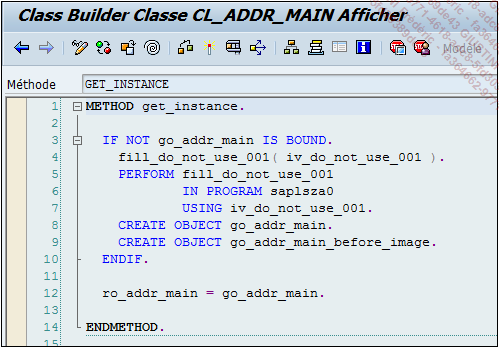 Class Builder Classe CL_ADDR_MAIN Afficher
Modèle
Méthode GET_INSTANCE
1 METHOD get_instance.
2
3 IF NOT go_addr_main IS BOUND.
4 fill_do_not_use_001( iv_do_not_use_001 ).
5 PERFORM fill_do_not_use_001
6 IN PROGRAM saplsza0
7 USING iv_do_not_use_001.
8 CREATE OBJECT go_addr_main.
9 CREATE OBJECT go_addr_main_before_image.
10 ENDIF.
11
12 ro_addr_main = go_addr_main.
13
14 ENDMETHOD.
15